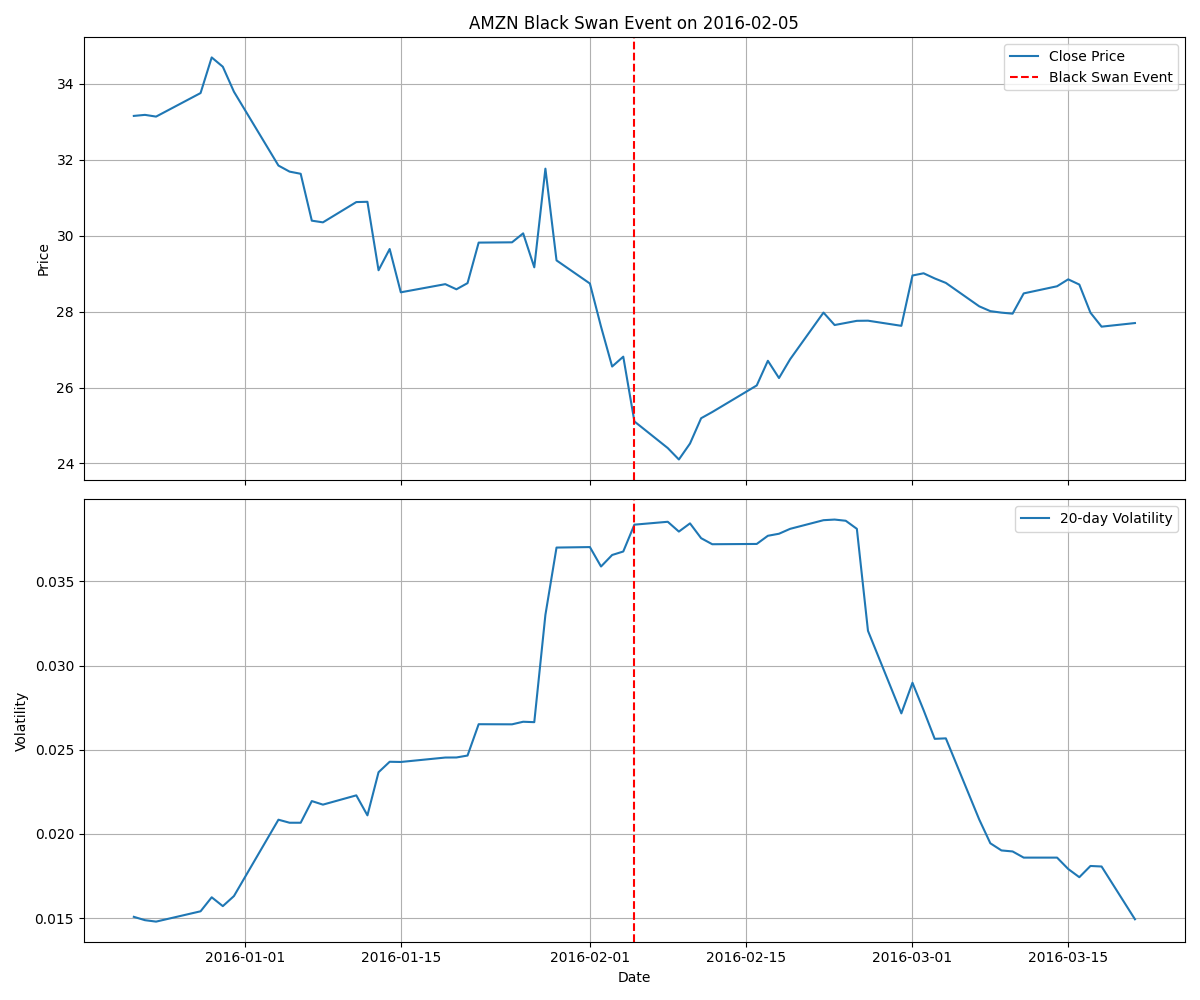 AMZN Black Swan Event on 2016-02-05
Close Price
Black Swan Event
34
32
30
28
26
24
Price
20-day Volatility
0.035
0.030
0.025
0.020
0.015
Volatility
2016-01-01 2016-01-15 2016-02-01 2016-02-15 2016-03-01 2016-03-15
Date